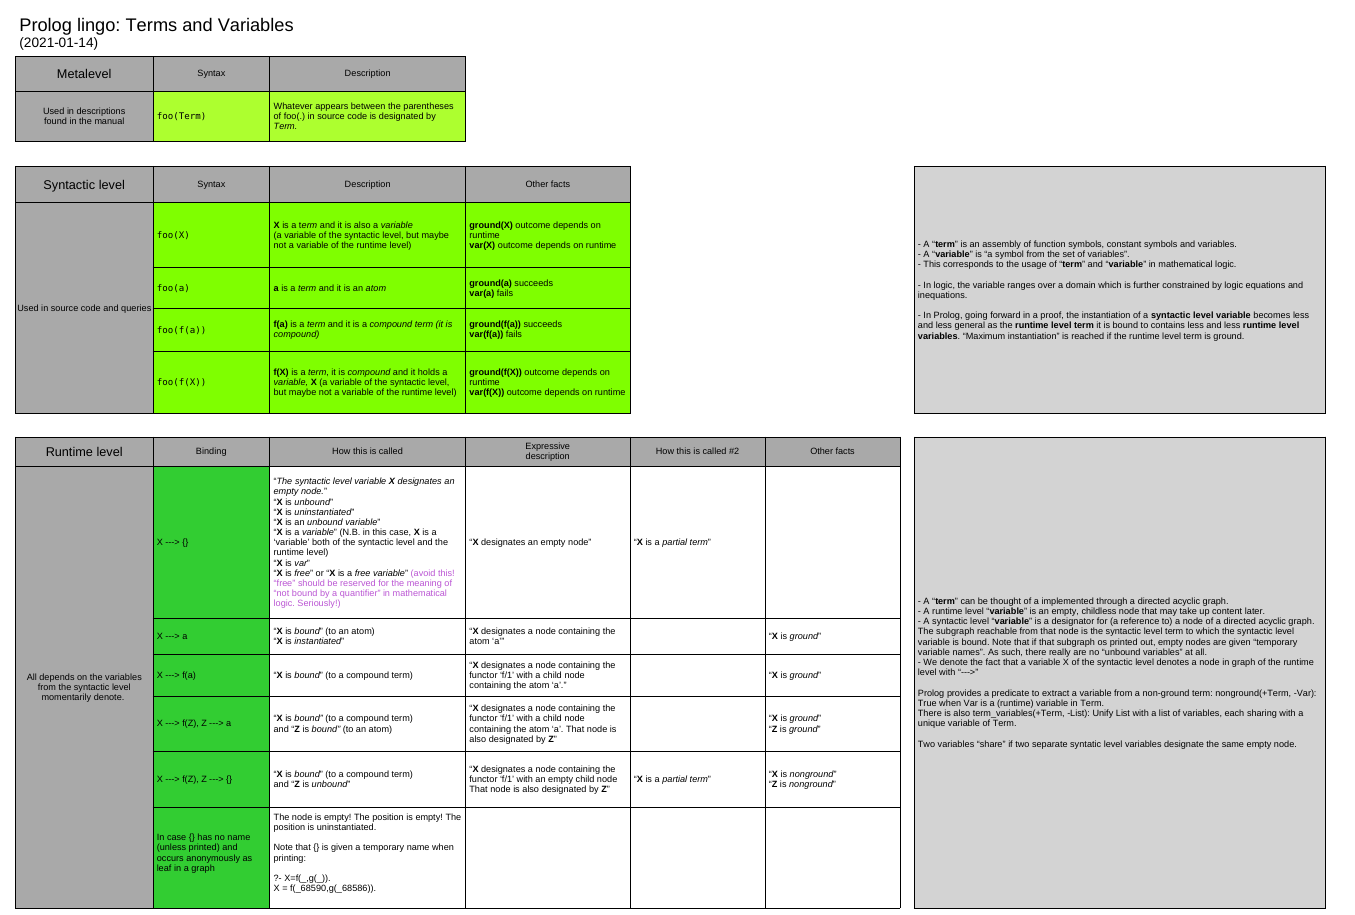 Prolog lingo: Terms and Variables
(2021-01-14)
Metalevel
Syntax
Description
Used in descriptions
found in the manual
foo(Term)
Whatever appears between the parentheses
of foo(.) in source code is designated by
Term.
Syntactic level
Syntax
Description
Other facts
Used in source code and queries
foo(X)
X is a term and it is also a variable
(a variable of the syntactic level, but maybe
not a variable of the runtime level)
ground(X) outcome depends on
runtime
var(X) outcome depends on runtime
foo(a)
a is a term and it is an atom
ground(a) succeeds
var(a) fails
foo(f(a))
f(a) is a term and it is a compound term (it is
compound)
ground(f(a)) succeeds
var(f(a)) fails
foo(f(X))
f(X) is a term, it is compound and it holds a
variable, X (a variable of the syntactic level,
but maybe not a variable of the runtime level)
ground(f(X)) outcome depends on
runtime
var(f(X)) outcome depends on runtime
- A “term” is an assembly of function symbols, constant symbols and variables.
- A “variable” is “a symbol from the set of variables”.
- This corresponds to the usage of “term” and “variable” in mathematical logic.
- In logic, the variable ranges over a domain which is further constrained by logic equations and
inequations.
- In Prolog, going forward in a proof, the instantiation of a syntactic level variable becomes less
and less general as the runtime level term it is bound to contains less and less runtime level
variables. “Maximum instantiation” is reached if the runtime level term is ground.
Runtime level
Binding
How this is called
Expressive
description
How this is called #2
Other facts
All depends on the variables
from the syntactic level
momentarily denote.
X ---> {}
“The syntactic level variable X designates an
empty node.”
“X is unbound”
“X is uninstantiated”
“X is an unbound variable”
“X is a variable” (N.B. in this case, X is a
‘variable’ both of the syntactic level and the
runtime level)
“X is var”
“X is free” or “X is a free variable” (avoid this!
“free” should be reserved for the meaning of
“not bound by a quantifier” in mathematical
logic. Seriously!)
“X designates an empty node”
“X is a partial term”
X ---> a
“X is bound” (to an atom)
“X is instantiated”
“X designates a node containing the
atom ‘a’”
“X is ground”
X ---> f(a)
“X is bound” (to a compound term)
“X designates a node containing the
functor ‘f/1’ with a child node
containing the atom ‘a’.”
“X is ground”
X ---> f(Z), Z ---> a
“X is bound” (to a compound term)
and “Z is bound” (to an atom)
“X designates a node containing the
functor ‘f/1’ with a child node
containing the atom ‘a’. That node is
also designated by Z”
“X is ground”
“Z is ground”
X ---> f(Z), Z ---> {}
“X is bound” (to a compound term)
and “Z is unbound”
“X designates a node containing the
functor ‘f/1’ with an empty child node
That node is also designated by Z”
“X is a partial term”
“X is nonground”
“Z is nonground”
In case {} has no name
(unless printed) and
occurs anonymously as
leaf in a graph
The node is empty! The position is empty! The
position is uninstantiated.
Note that {} is given a temporary name when
printing:
?- X=f(_,g(_)).
X = f(_68590,g(_68586)).
- A “term” can be thought of a implemented through a directed acyclic graph.
- A runtime level “variable” is an empty, childless node that may take up content later.
- A syntactic level “variable” is a designator for (a reference to) a node of a directed acyclic graph.
The subgraph reachable from that node is the syntactic level term to which the syntactic level
variable is bound. Note that if that subgraph os printed out, empty nodes are given “temporary
variable names”. As such, there really are no “unbound variables” at all.
- We denote the fact that a variable X of the syntactic level denotes a node in graph of the runtime
level with “--->”
Prolog provides a predicate to extract a variable from a non-ground term: nonground(+Term, -Var):
True when Var is a (runtime) variable in Term.
There is also term_variables(+Term, -List): Unify List with a list of variables, each sharing with a
unique variable of Term.
Two variables “share” if two separate syntatic level variables designate the same empty node.